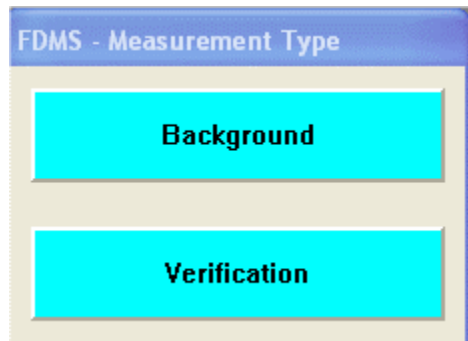 FDMS - Measurement Type
Background
Verification